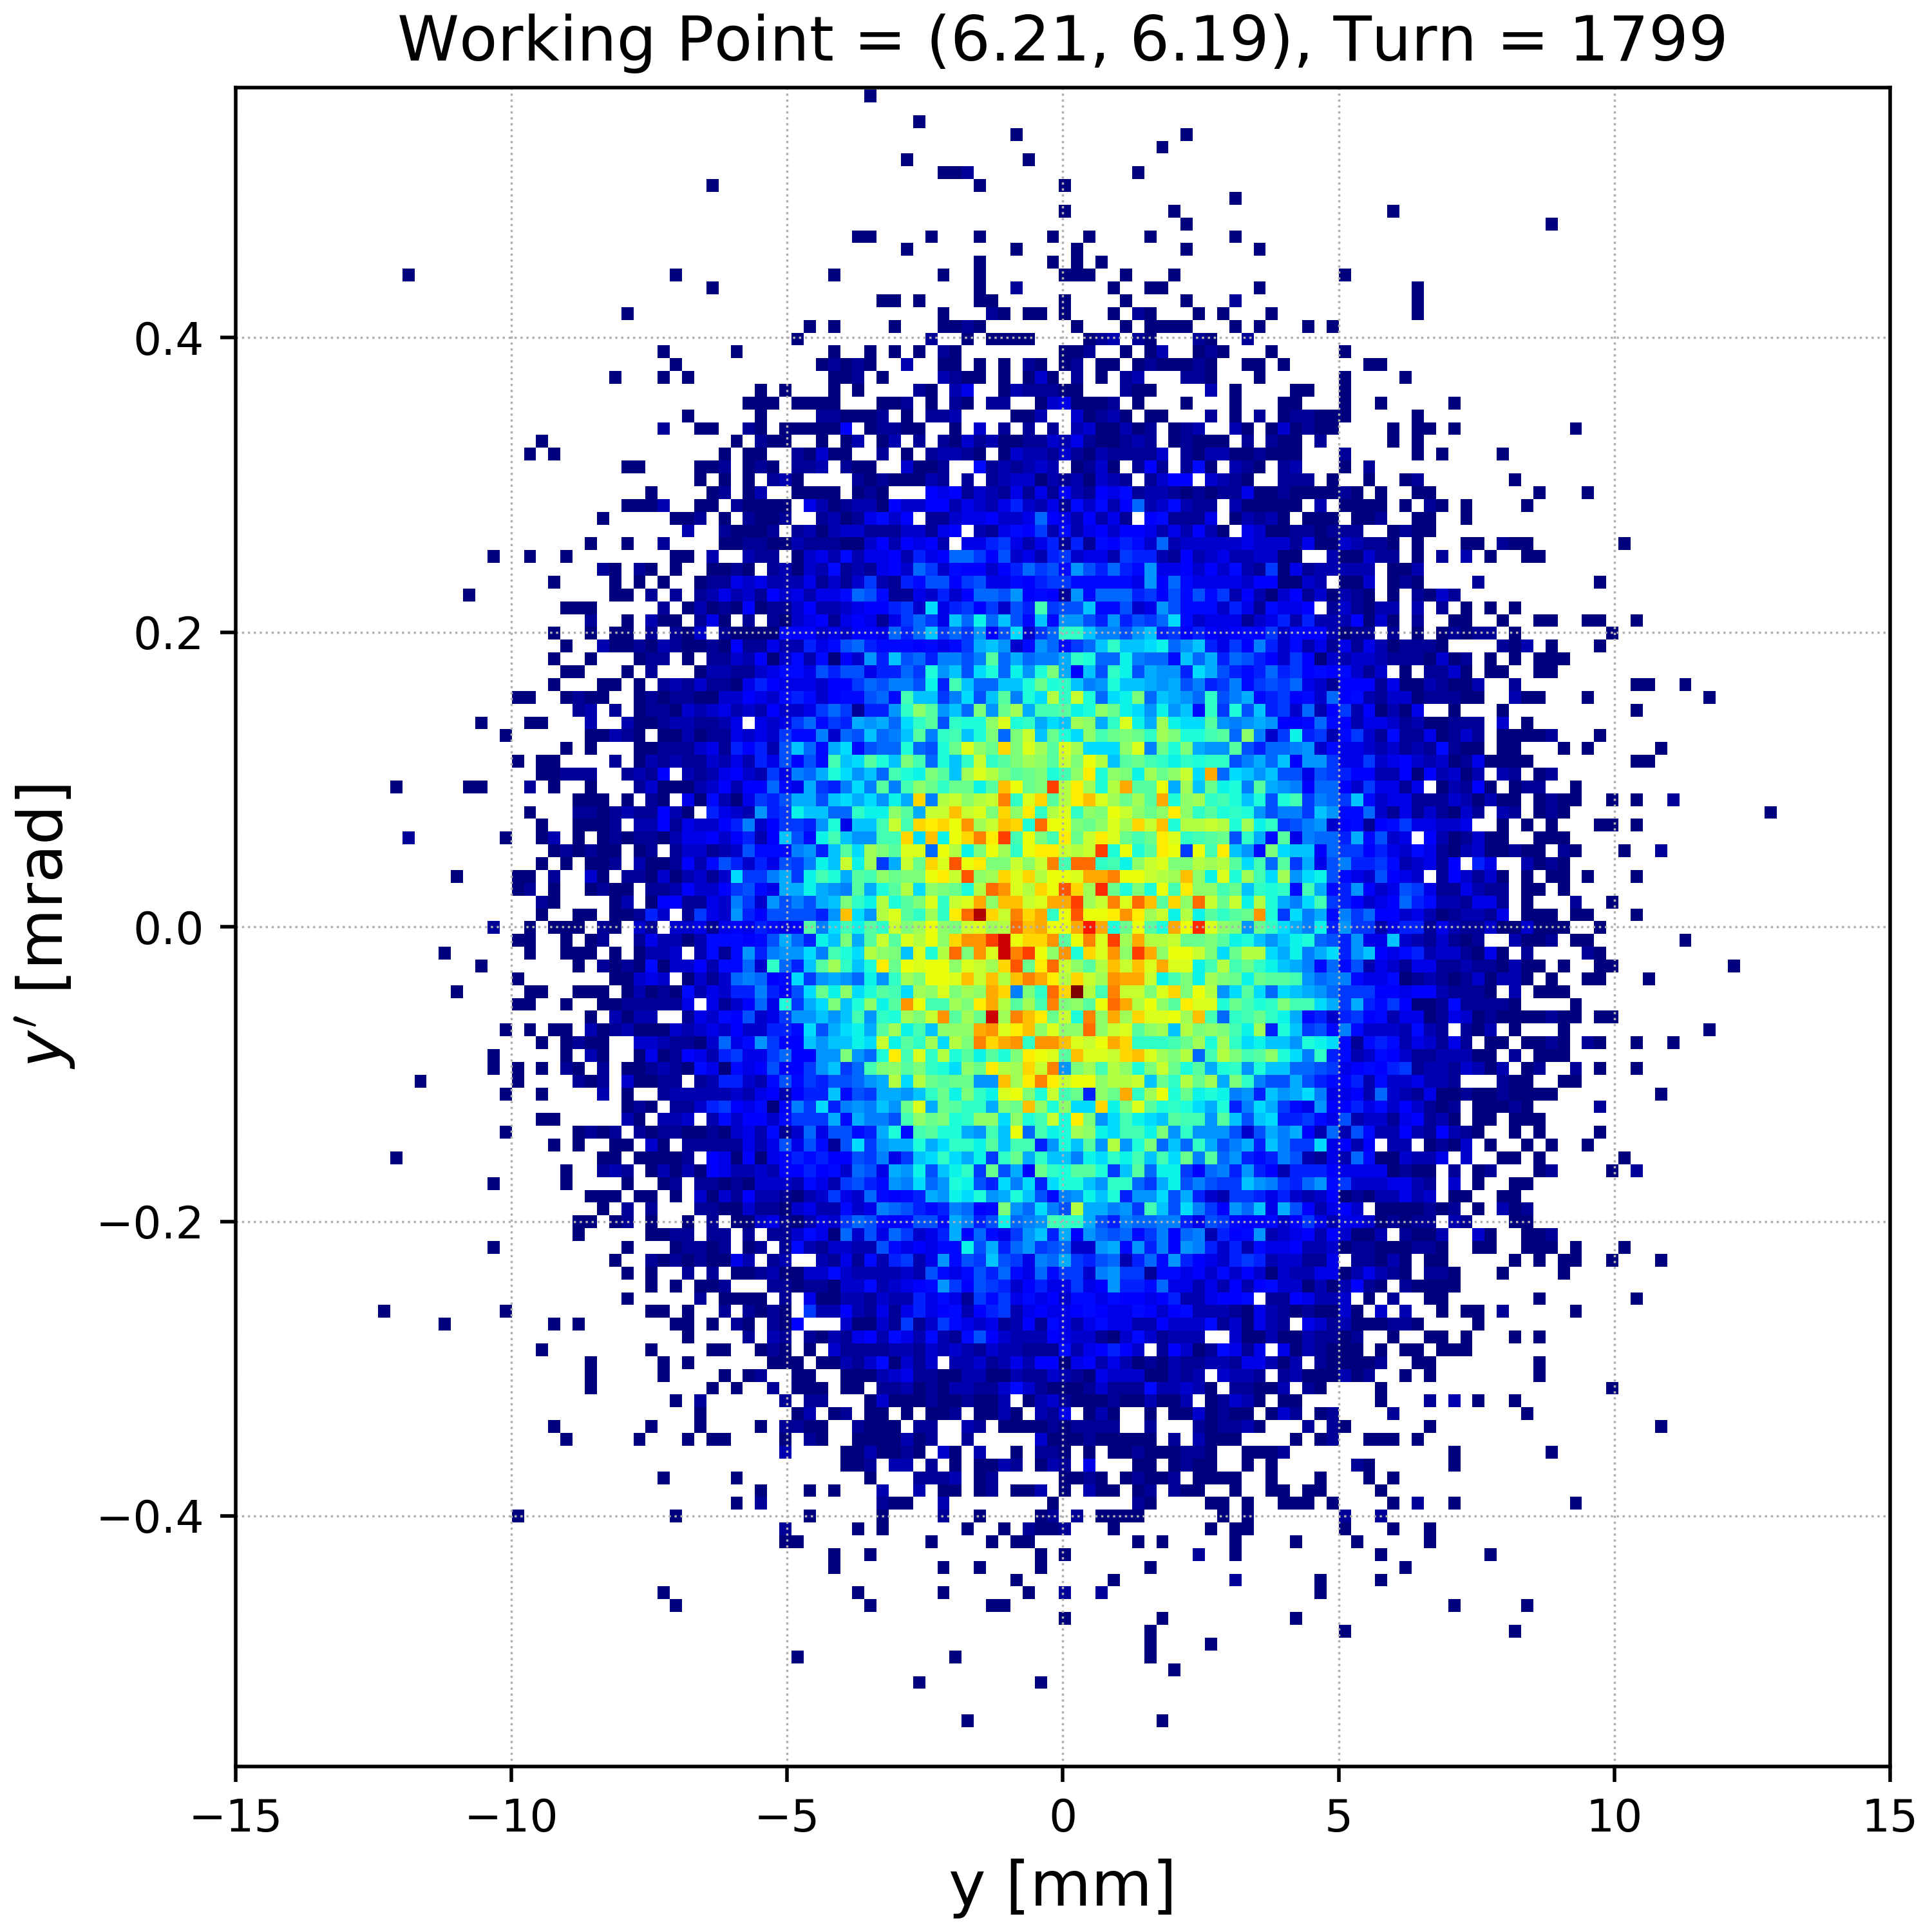 Working Point = (6.21, 6.19), Turn = 1799
y′ [mrad]
0.4
0.2
0.0
−0.2
−0.4
−15 −10 −5 0 5 10 15
y [mm]